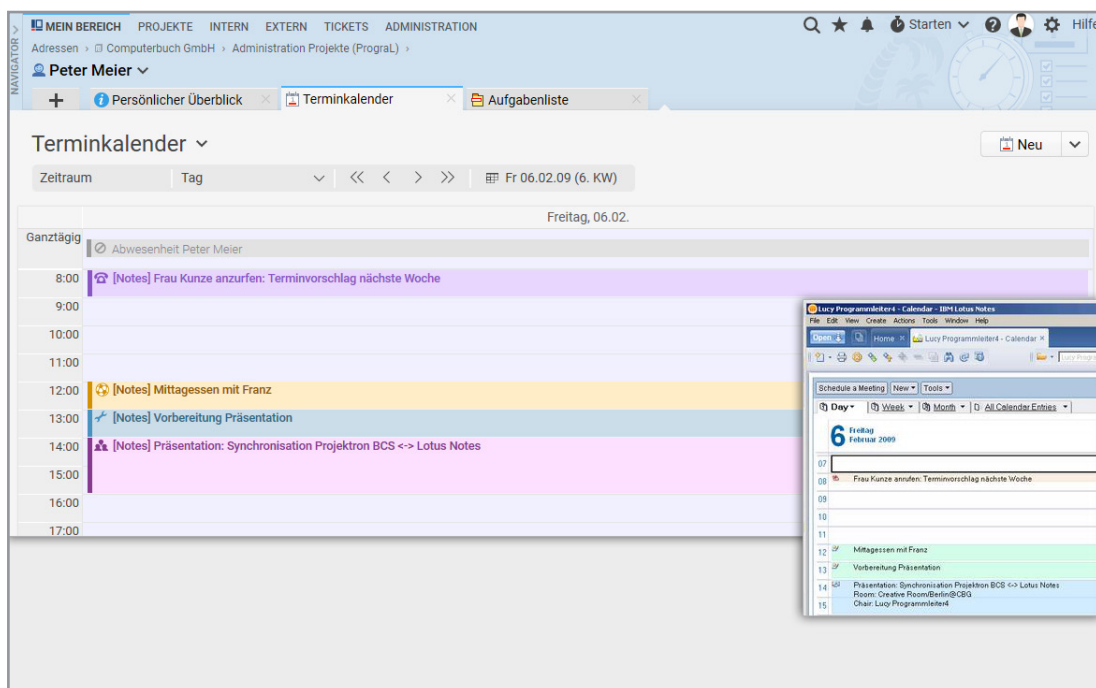 NAVIGATOR
MEIN BEREICH PROJEKTE INTERN EXTERN TICKETS ADMINISTRATION Starten Hilfe
Adressen › Computerbuch GmbH › Administration Projekte (PrograL) ›
Peter Meier
Persönlicher Überblick Terminkalender Aufgabenliste
Terminkalender Neu
Zeitraum Tag Fr 06.02.09 (6. KW)
Freitag, 06.02.
Ganztägig
Abwesenheit Peter Meier
8:00 [Notes] Frau Kunze anzurfen: Terminvorschlag nächste Woche
9:00
10:00
11:00
12:00 [Notes] Mittagessen mit Franz
13:00 [Notes] Vorbereitung Präsentation
14:00 [Notes] Präsentation: Synchronisation Projektron BCS <-> Lotus Notes
15:00
16:00
17:00
Lucy Programmleiter4 - Calendar - IBM Lotus Notes
File Edit View Create Actions Tools Window Help
Open Home Lucy Programmleiter4 - Calendar
Schedule a Meeting New Tools
Day Week Month All Calendar Entries
6 Freitag
Februar 2009
07
08 Frau Kunze anrufen: Terminvorschlag nächste Woche
09
10
11
12 Mittagessen mit Franz
13 Vorbereitung Präsentation
14 Präsentation: Synchronisation Projektron BCS <-> Lotus Notes
Room: Creative Room/Berlin@CBG
15 Chair: Lucy Programmleiter4